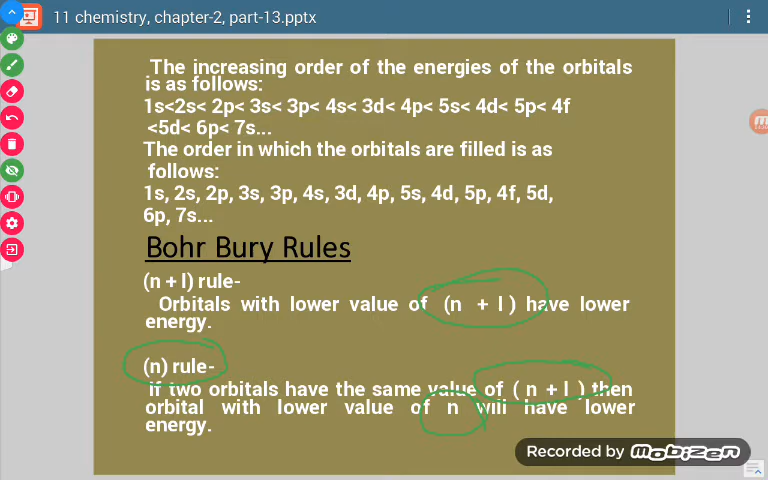 11 chemistry, chapter-2, part-13.pptx
The increasing order of the energies of the orbitals
is as follows:
1s<2s< 2p< 3s< 3p< 4s< 3d< 4p< 5s< 4d< 5p< 4f
<5d< 6p< 7s...
The order in which the orbitals are filled is as
follows:
1s, 2s, 2p, 3s, 3p, 4s, 3d, 4p, 5s, 4d, 5p, 4f, 5d,
6p, 7s...
Bohr Bury Rules
(n + l) rule-
Orbitals with lower value of (n + l ) have lower
energy.
(n) rule-
If two orbitals have the same value of ( n + l ) then
orbital with lower value of n will have lower
energy.
Recorded by Mobizen